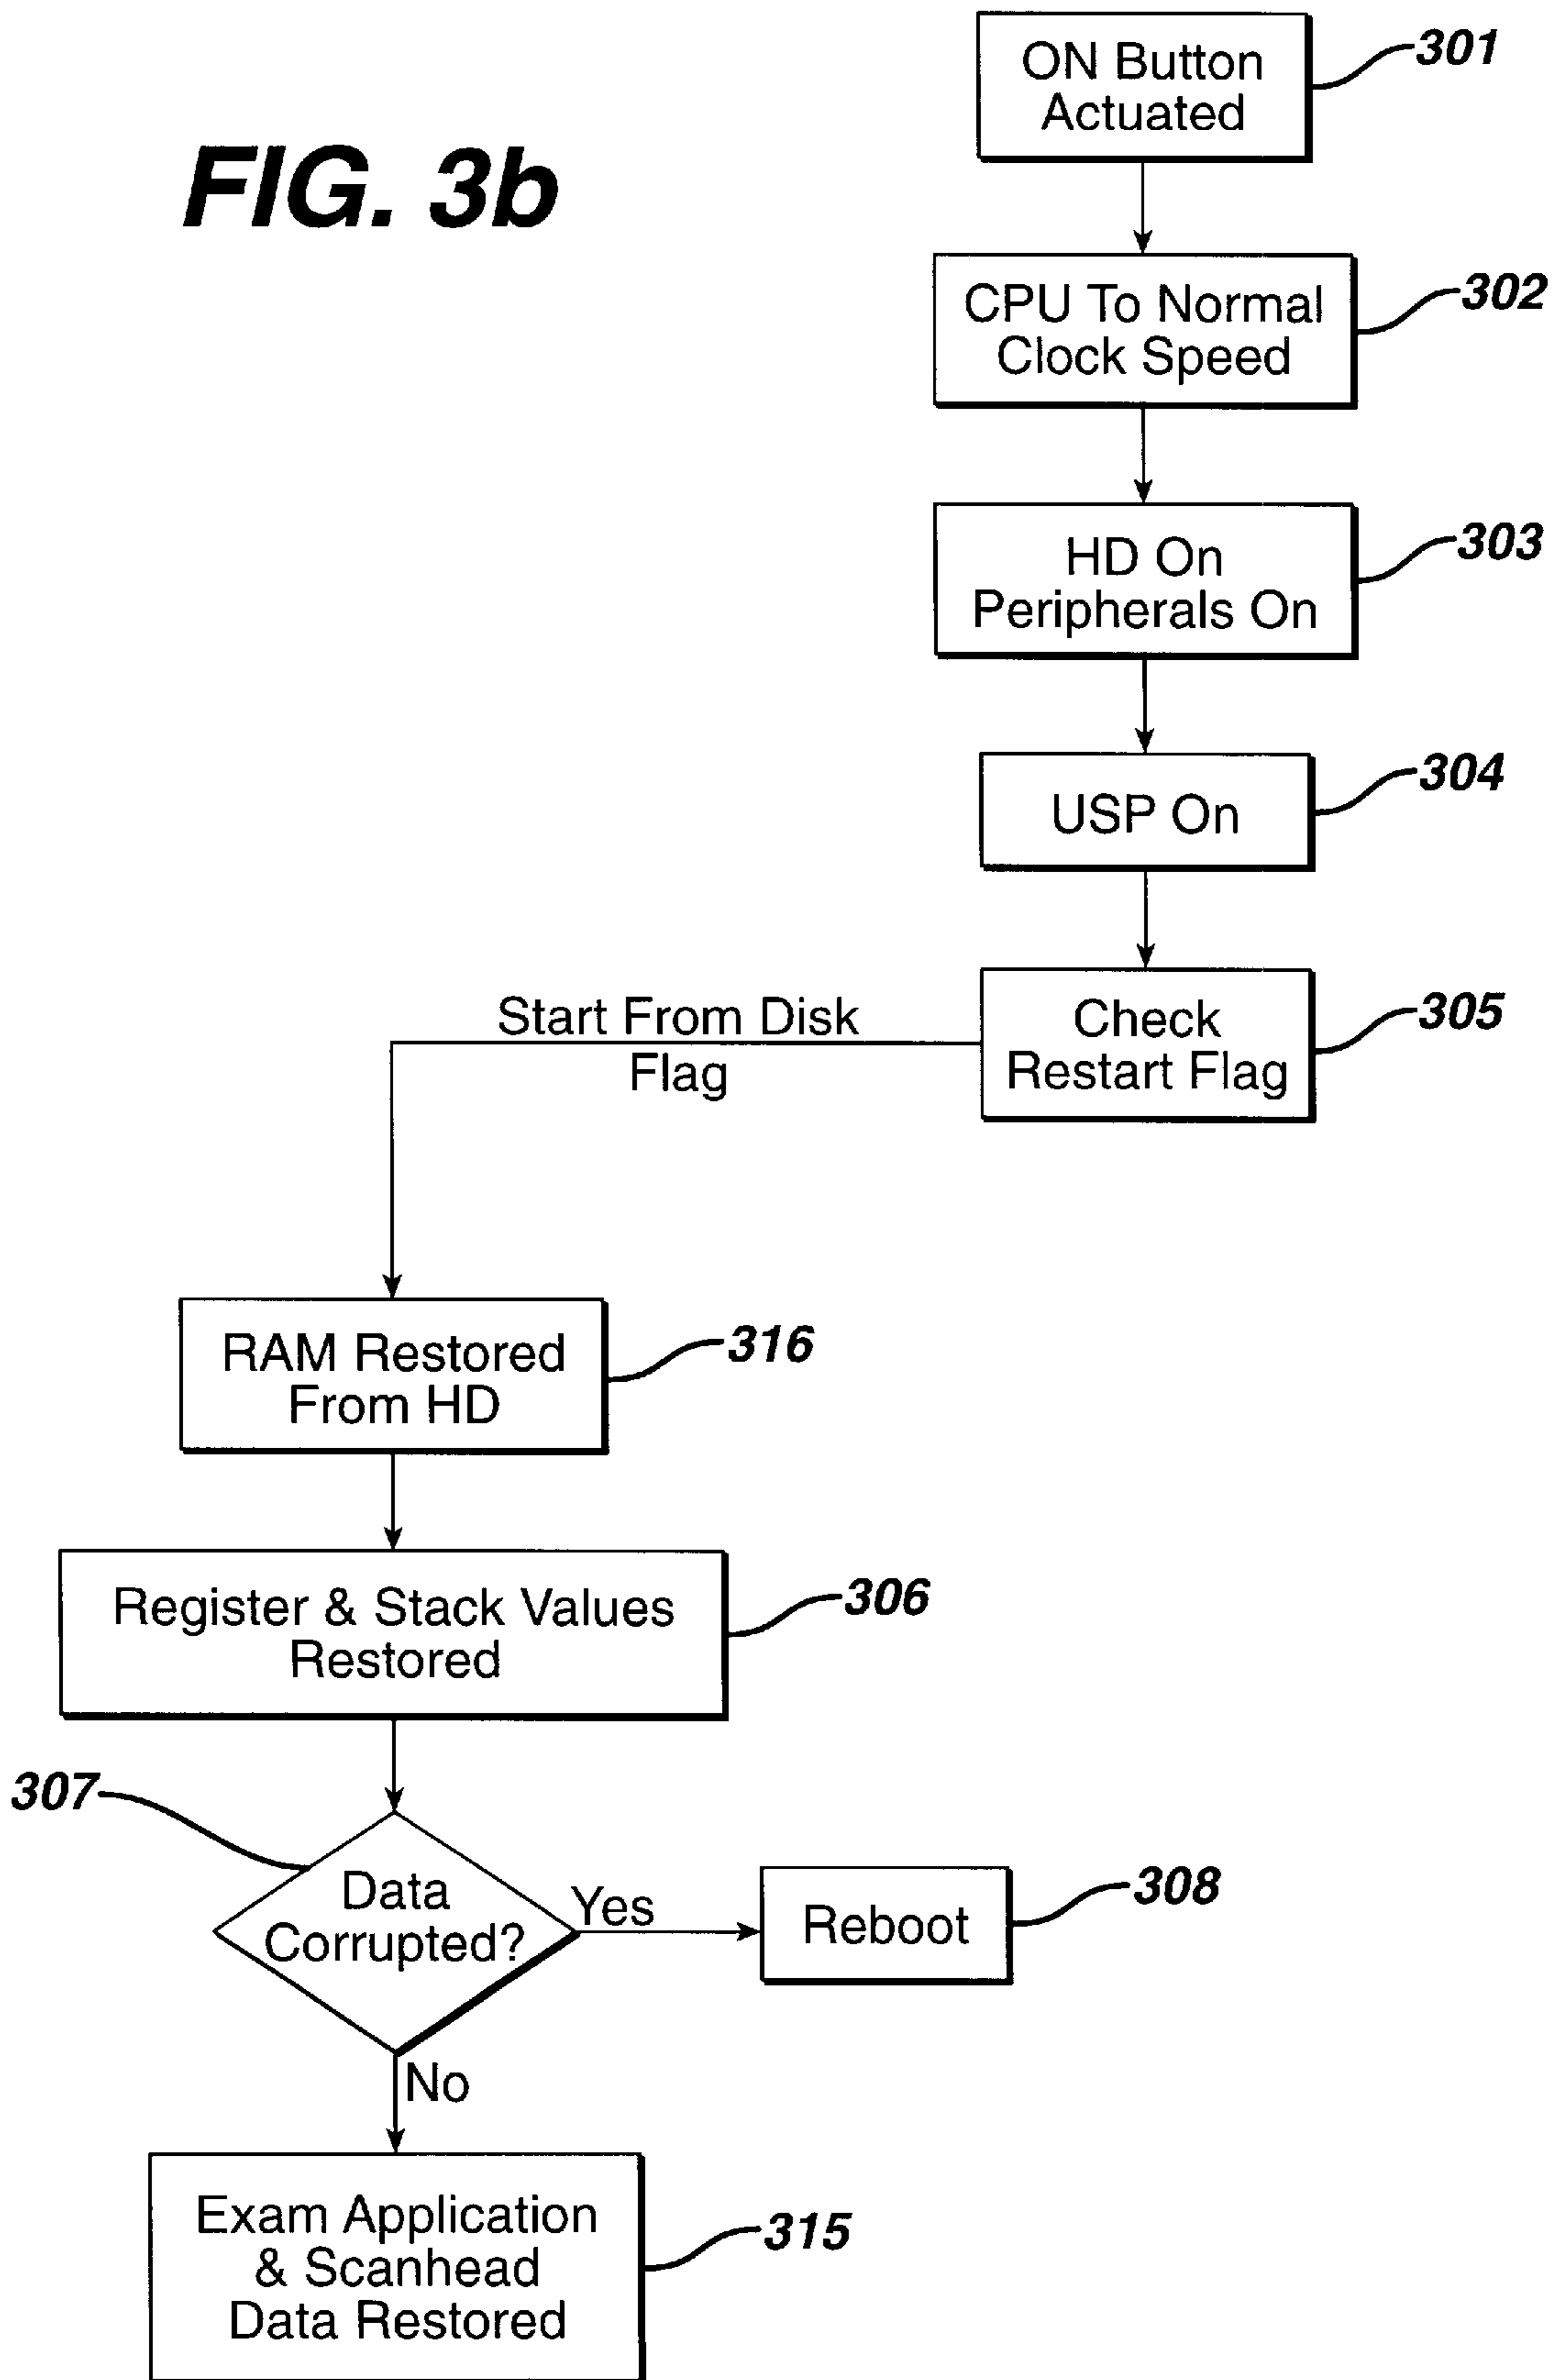 FIG. 3b
ON Button
Actuated
301
CPU To Normal
Clock Speed
302
HD On
Peripherals On
303
USP On
304
Check
Restart Flag
305
Start From Disk
Flag
RAM Restored
From HD
316
Register & Stack Values
Restored
306
307
Data
Corrupted?
Yes
Reboot
308
No
Exam Application
& Scanhead
Data Restored
315